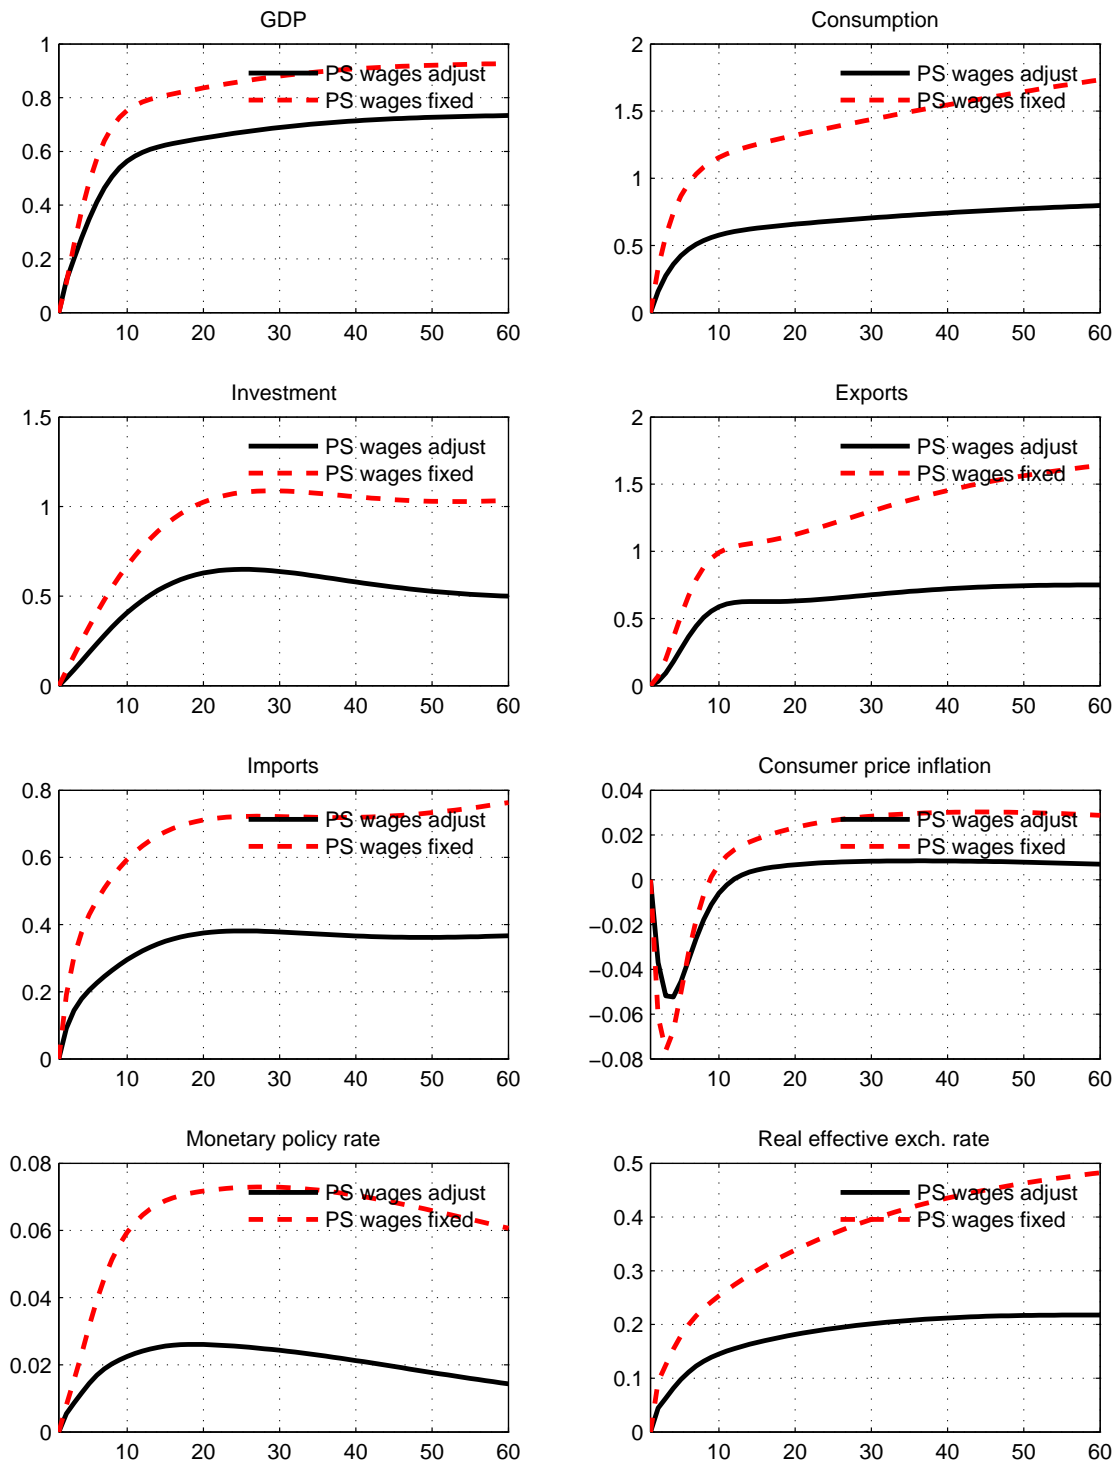 GDP
1
0.8
0.6
0.4
0.2
0
10 20 30 40 50 60
PS wages adjust
PS wages fixed
Consumption
2
1.5
1
0.5
0
10 20 30 40 50 60
PS wages adjust
PS wages fixed
Investment
1.5
1
0.5
0
10 20 30 40 50 60
PS wages adjust
PS wages fixed
Exports
2
1.5
1
0.5
0
10 20 30 40 50 60
PS wages adjust
PS wages fixed
Imports
0.8
0.6
0.4
0.2
0
10 20 30 40 50 60
PS wages adjust
PS wages fixed
Consumer price inflation
0.04
0.02
0
−0.02
−0.04
−0.06
−0.08
10 20 30 40 50 60
PS wages adjust
PS wages fixed
Monetary policy rate
0.08
0.06
0.04
0.02
0
10 20 30 40 50 60
PS wages adjust
PS wages fixed
Real effective exch. rate
0.5
0.4
0.3
0.2
0.1
0
10 20 30 40 50 60
PS wages adjust
PS wages fixed